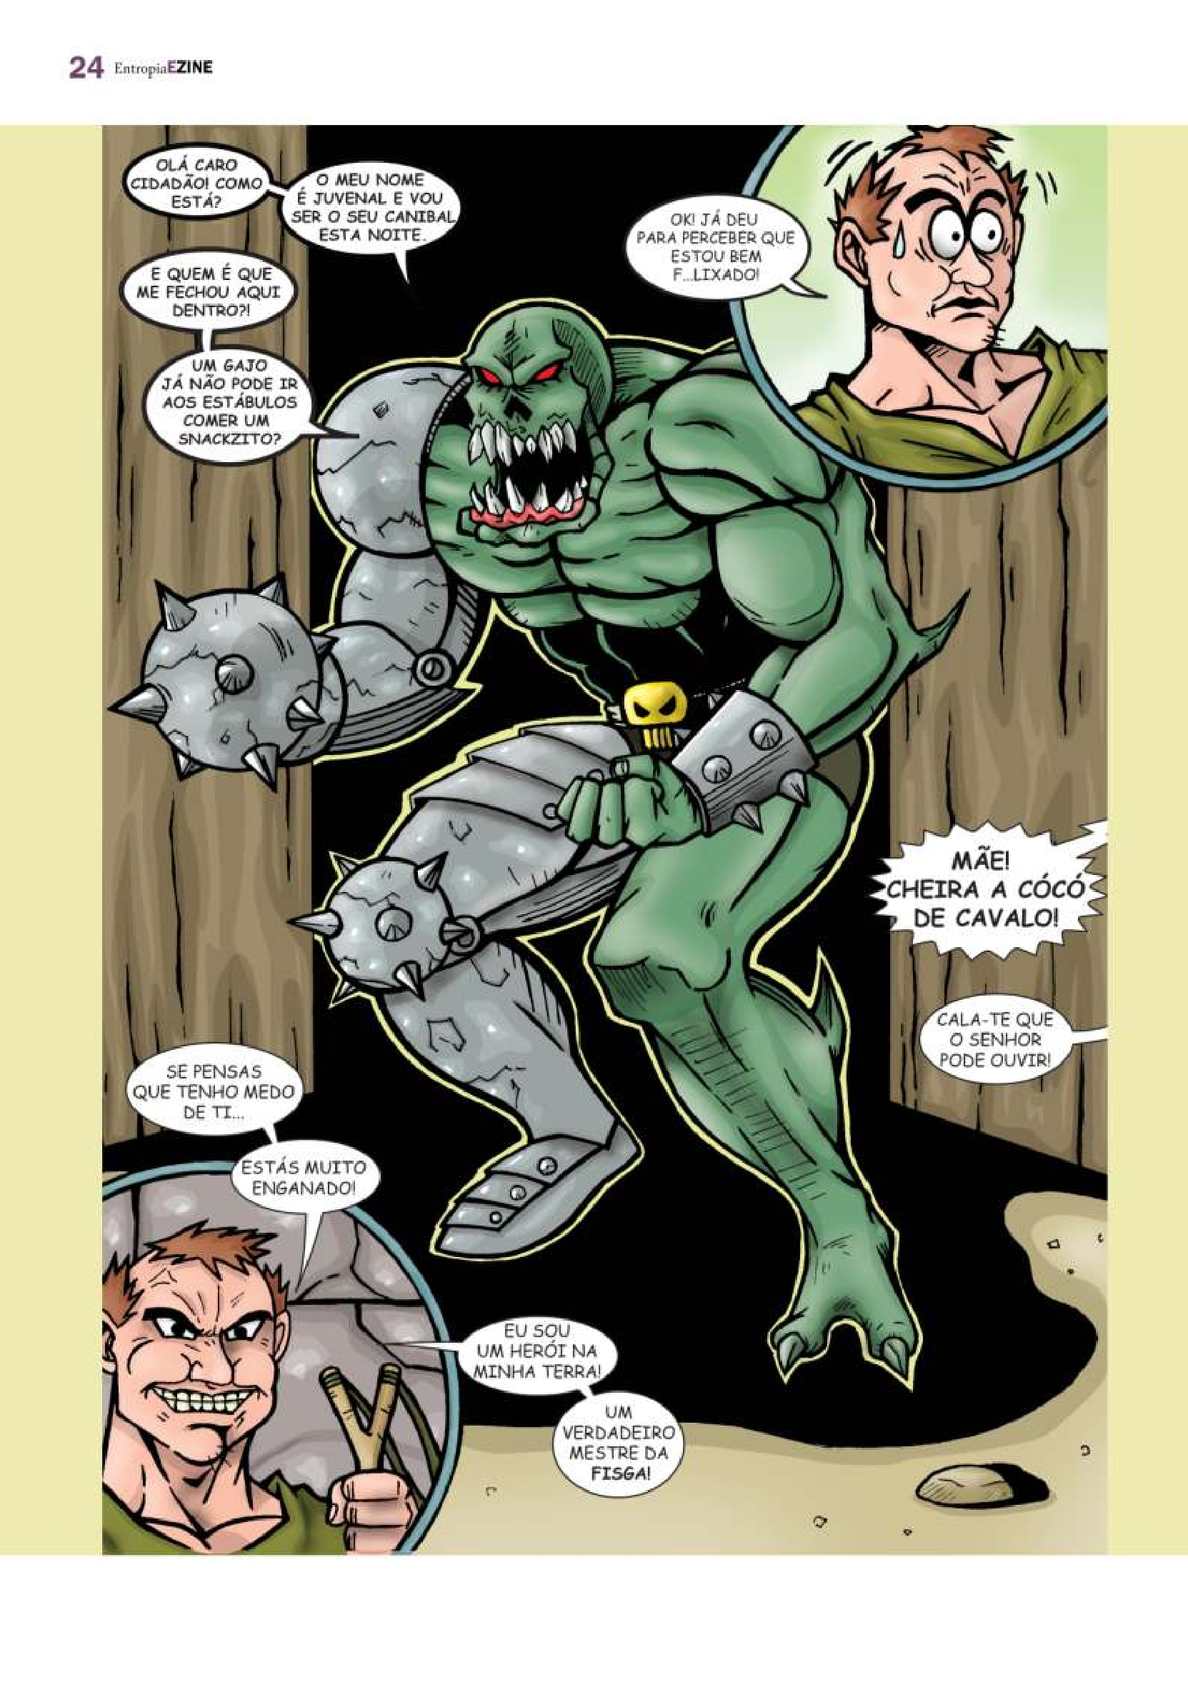 24 EntropiaEZINE
OLÁ CARO
CIDADÃO! COMO
ESTÁ?
O MEU NOME
É JUVENAL E VOU
SER O SEU CANIBAL
ESTA NOITE.
E QUEM É QUE
ME FECHOU AQUI
DENTRO?!
UM GAJO
JÁ NÃO PODE IR
AOS ESTÁBULOS
COMER UM
SNACKZITO?
OK! JÁ DEU
PARA PERCEBER QUE
ESTOU BEM
F...LIXADO!
MÃE!
CHEIRA A CÓCÓ
DE CAVALO!
CALA-TE QUE
O SENHOR
PODE OUVIR!
SE PENSAS
QUE TENHO MEDO
DE TI...
ESTÁS MUITO
ENGANADO!
EU SOU
UM HERÓI NA
MINHA TERRA!
UM
VERDADEIRO
MESTRE DA
FISGA!